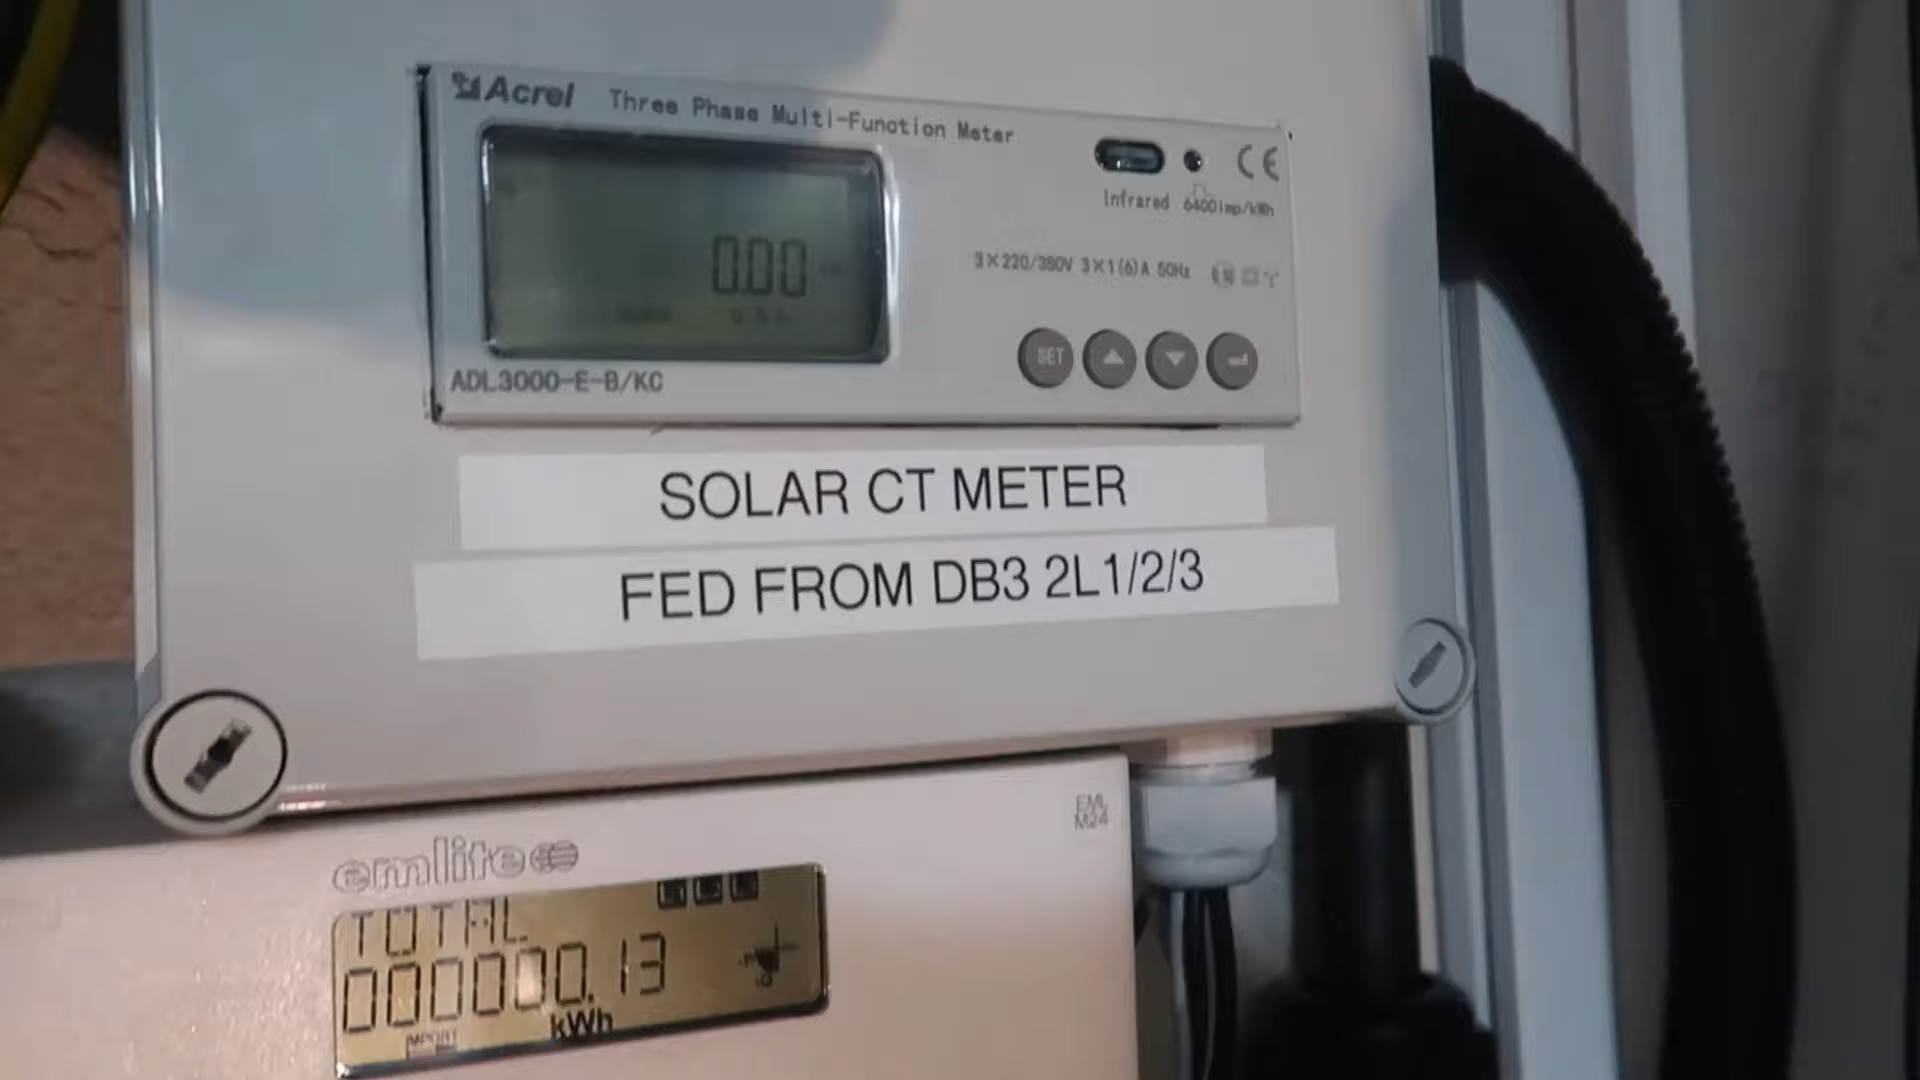 Acrel Three Phase Multi-Function Meter
CE
Infrared 6400imp/kWh
0.00
3×220/380V 3×1(6)A 50Hz
SET
ADL3000-E-B/KC
SOLAR CT METER
FED FROM DB3 2L1/2/3
EML
M24
emlite
TOTAL
000000.13
IMPORT kWh